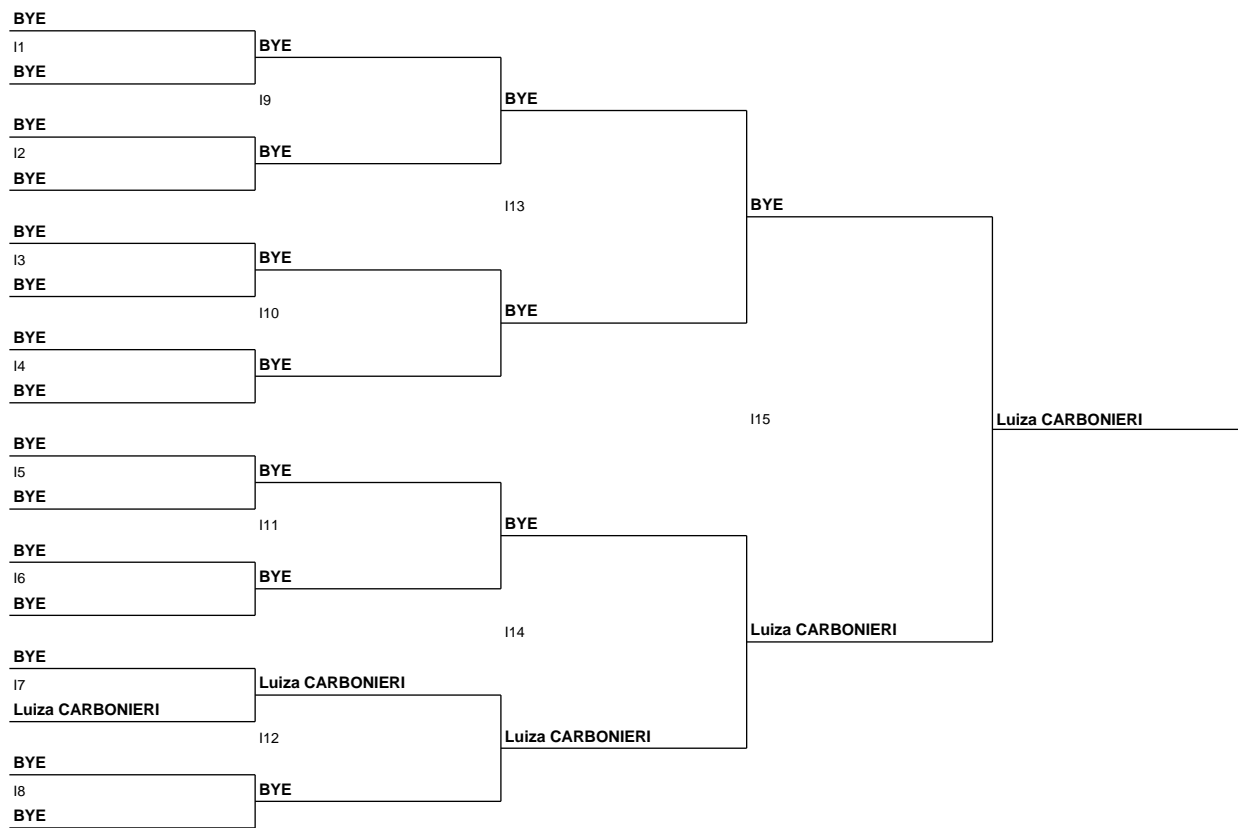 BYE
I1
BYE
BYE
I9
BYE
BYE
I2
BYE
BYE
I13
BYE
BYE
I3
BYE
BYE
I10
BYE
BYE
I4
BYE
BYE
I15
Luiza CARBONIERI
BYE
I5
BYE
BYE
I11
BYE
BYE
I6
BYE
BYE
I14
Luiza CARBONIERI
BYE
I7
Luiza CARBONIERI
Luiza CARBONIERI
I12
Luiza CARBONIERI
BYE
I8
BYE
BYE